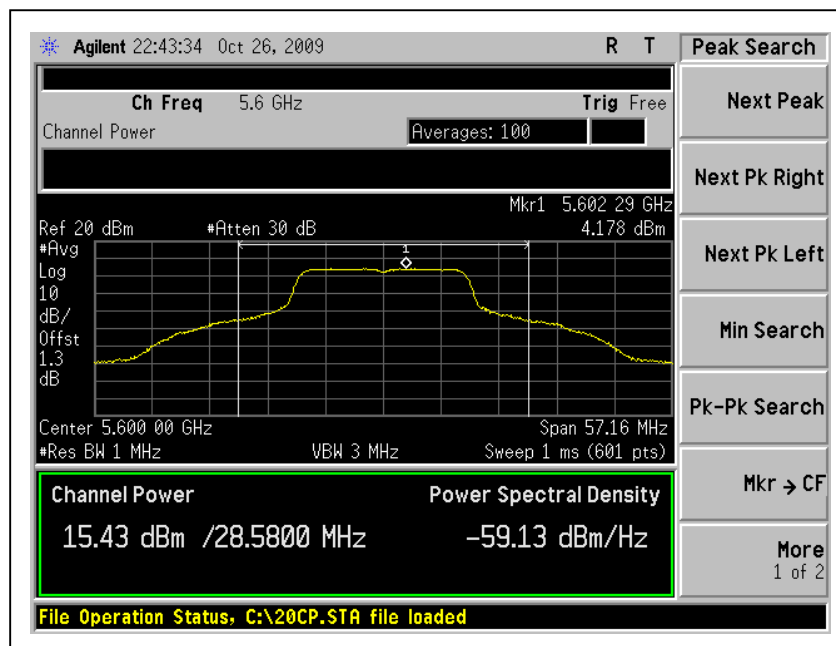 Agilent 22:43:34 Oct 26, 2009 R T
Peak Search
Ch Freq 5.6 GHz Trig Free
Channel Power Averages: 100
Mkr1 5.602 29 GHz
Ref 20 dBm #Atten 30 dB 4.178 dBm
#Avg
Log
10
dB/
Offst
1.3
dB
1
Center 5.600 00 GHz Span 57.16 MHz
#Res BW 1 MHz VBW 3 MHz Sweep 1 ms (601 pts)
Channel Power Power Spectral Density
15.43 dBm /28.5800 MHz -59.13 dBm/Hz
File Operation Status, C:\20CP.STA file loaded
Next Peak
Next Pk Right
Next Pk Left
Min Search
Pk-Pk Search
Mkr → CF
More
1 of 2